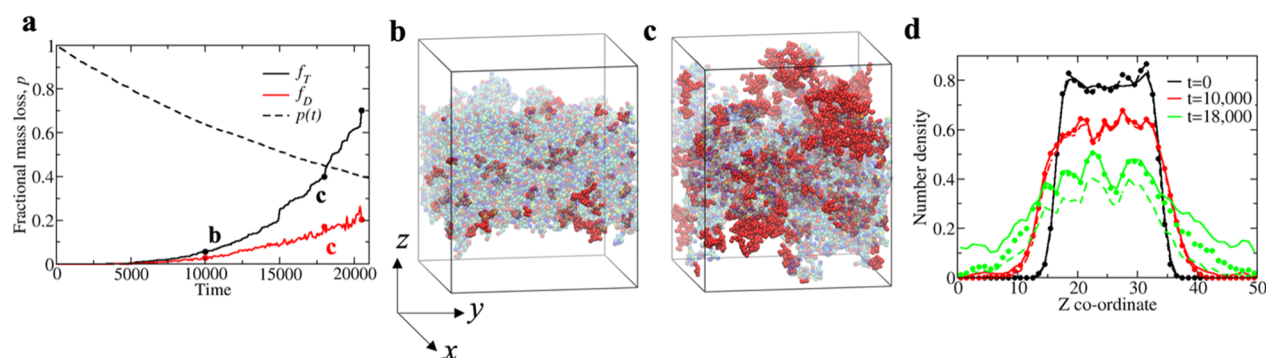 a
Fractional mass loss, p
1
0.8
0.6
0.4
0.2
0
0 5000 10000 15000 20000
Time
f_T
f_D
p(t)
b
c
c
b
z
y
x
c
d
Number density
0.8
0.6
0.4
0.2
0
0 10 20 30 40 50
Z co-ordinate
t=0
t=10,000
t=18,000